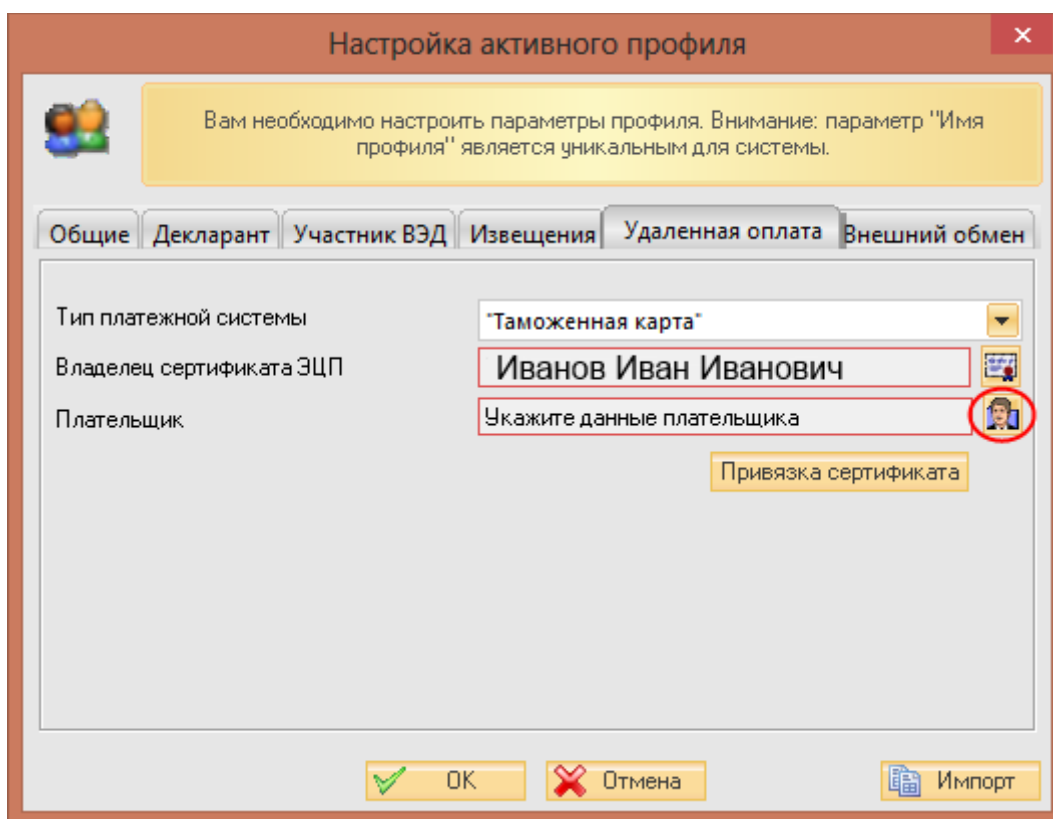 Настройка активного профиля
Вам необходимо настроить параметры профиля. Внимание: параметр "Имя
профиля" является уникальным для системы.
Общие Декларант Участник ВЭД Извещения Удаленная оплата Внешний обмен
Тип платежной системы "Таможенная карта"
Владелец сертификата ЭЦП Иванов Иван Иванович
Плательщик Укажите данные плательщика
Привязка сертификата
OK Отмена Импорт